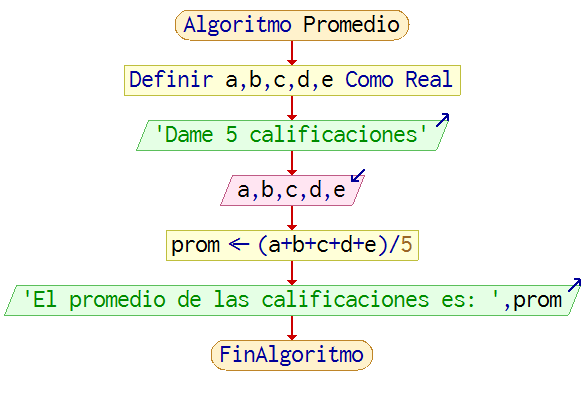 Algoritmo Promedio
Definir a,b,c,d,e Como Real
'Dame 5 calificaciones'
a,b,c,d,e
prom ← (a+b+c+d+e)/5
'El promedio de las calificaciones es: ',prom
FinAlgoritmo